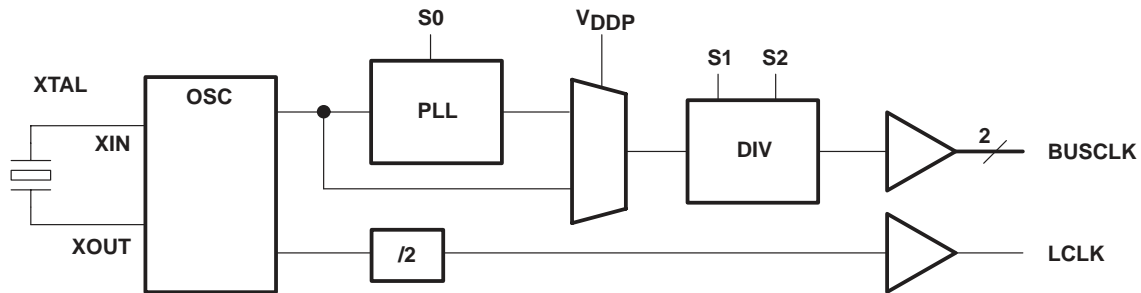 S0
VDDP
S1
S2
XTAL
OSC
PLL
XIN
DIV
2
BUSCLK
XOUT
/2
LCLK